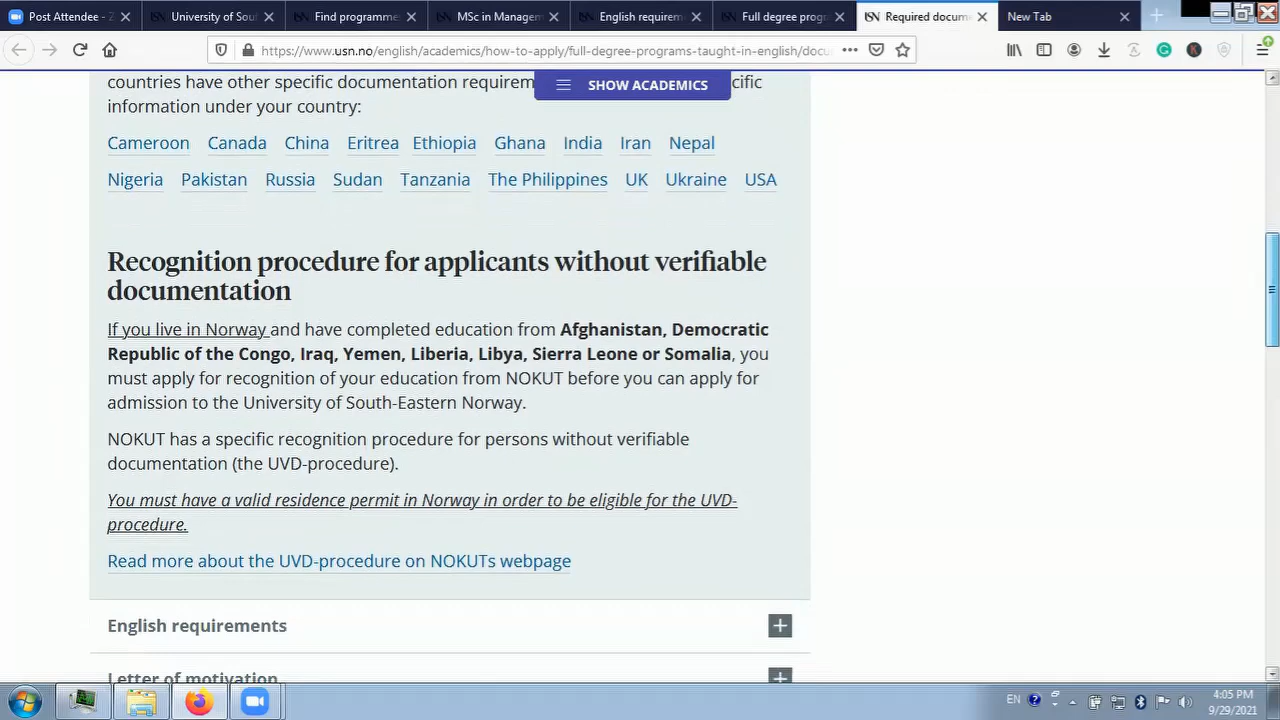 Post Attendee - Z
University of Sou
Find programme
MSc in Managem
English requirem
Full degree prog
Required docum
New Tab
https://www.usn.no/english/academics/how-to-apply/full-degree-programs-taught-in-english/docu
countries have other specific documentation requirem
cific
SHOW ACADEMICS
information under your country:
Cameroon Canada China Eritrea Ethiopia Ghana India Iran Nepal
Nigeria Pakistan Russia Sudan Tanzania The Philippines UK Ukraine USA
Recognition procedure for applicants without verifiable
documentation
If you live in Norway and have completed education from Afghanistan, Democratic
Republic of the Congo, Iraq, Yemen, Liberia, Libya, Sierra Leone or Somalia, you
must apply for recognition of your education from NOKUT before you can apply for
admission to the University of South-Eastern Norway.
NOKUT has a specific recognition procedure for persons without verifiable
documentation (the UVD-procedure).
You must have a valid residence permit in Norway in order to be eligible for the UVD-
procedure.
Read more about the UVD-procedure on NOKUTs webpage
English requirements
Letter of motivation
EN
4:05 PM
9/29/2021